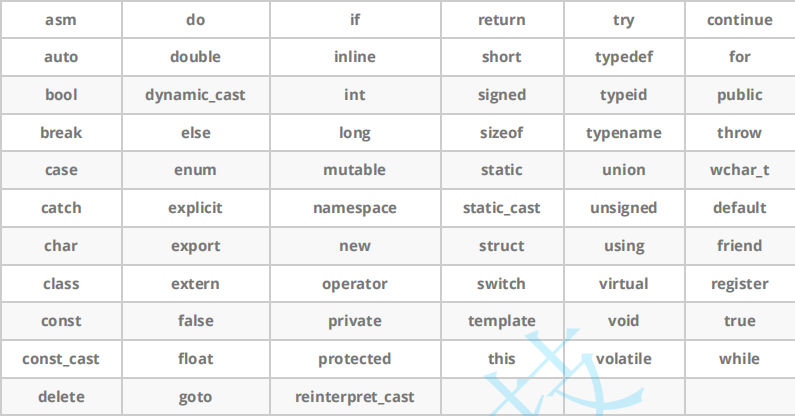 asm do if return try continue
auto double inline short typedef for
bool dynamic_cast int signed typeid public
break else long sizeof typename throw
case enum mutable static union wchar_t
catch explicit namespace static_cast unsigned default
char export new struct using friend
class extern operator switch virtual register
const false private template void true
const_cast float protected this volatile while
delete goto reinterpret_cast